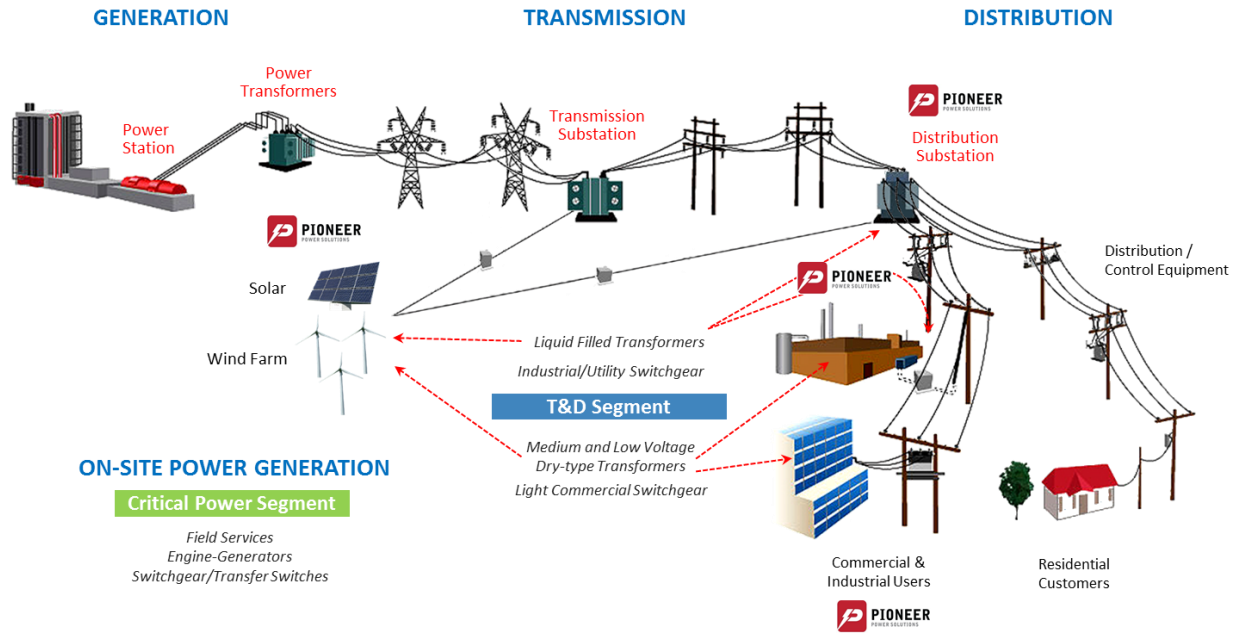 GENERATION
TRANSMISSION
DISTRIBUTION
Power
Transformers
Power
Station
Transmission
Substation
PIONEER
POWER SOLUTIONS
Distribution
Substation
PIONEER
POWER SOLUTIONS
Distribution /
Control Equipment
PIONEER
POWER SOLUTIONS
Solar
Wind Farm
Liquid Filled Transformers
Industrial/Utility Switchgear
T&D Segment
Medium and Low Voltage
Dry-type Transformers
Light Commercial Switchgear
ON-SITE POWER GENERATION
Critical Power Segment
Field Services
Engine-Generators
Switchgear/Transfer Switches
Commercial &
Industrial Users
Residential
Customers
PIONEER
POWER SOLUTIONS